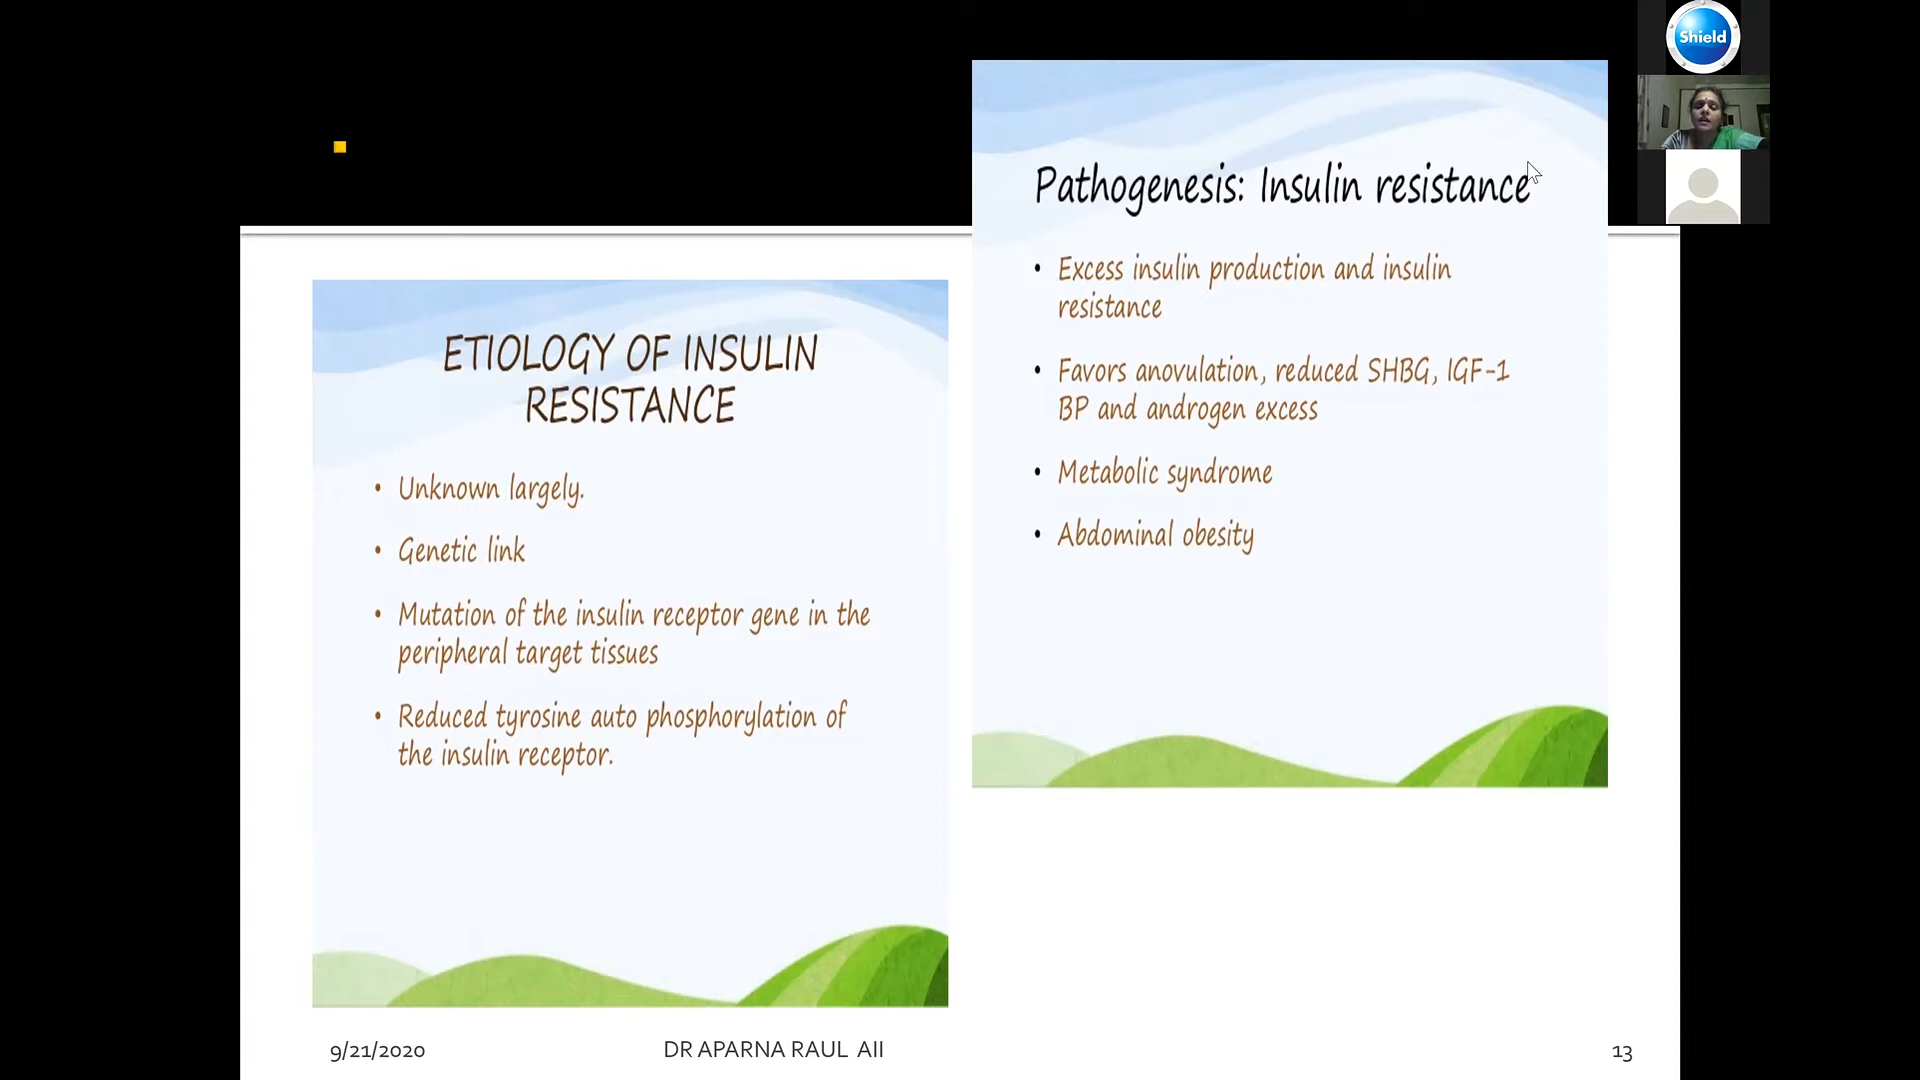 Shield
ETIOLOGY OF INSULIN
RESISTANCE
• Unknown largely.
• Genetic link
• Mutation of the insulin receptor gene in the
peripheral target tissues
• Reduced tyrosine auto phosphorylation of
the insulin receptor.
Pathogenesis: Insulin resistance
• Excess insulin production and insulin
resistance
• Favors anovulation, reduced SHBG, IGF-1
BP and androgen excess
• Metabolic syndrome
• Abdominal obesity
9/21/2020
DR APARNA RAUL AII
13